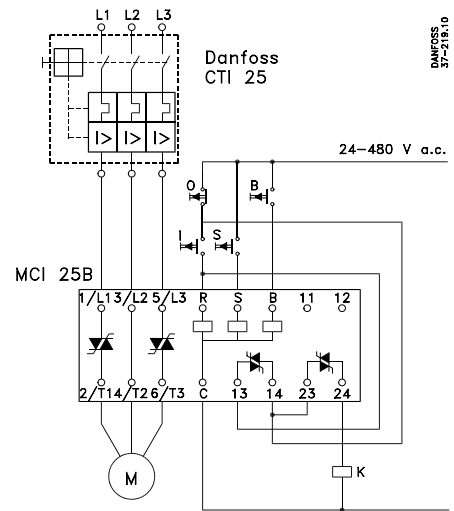 L1 L2 L3
DANFOSS
37-219.10
Danfoss
CTI 25
I> I> I>
24-480 V a.c.
O B
I S
MCI 25B
1/L1 3/L2 5/L3 R S B 11 12
2/T1 4/T2 6/T3 C 13 14 23 24
M
K